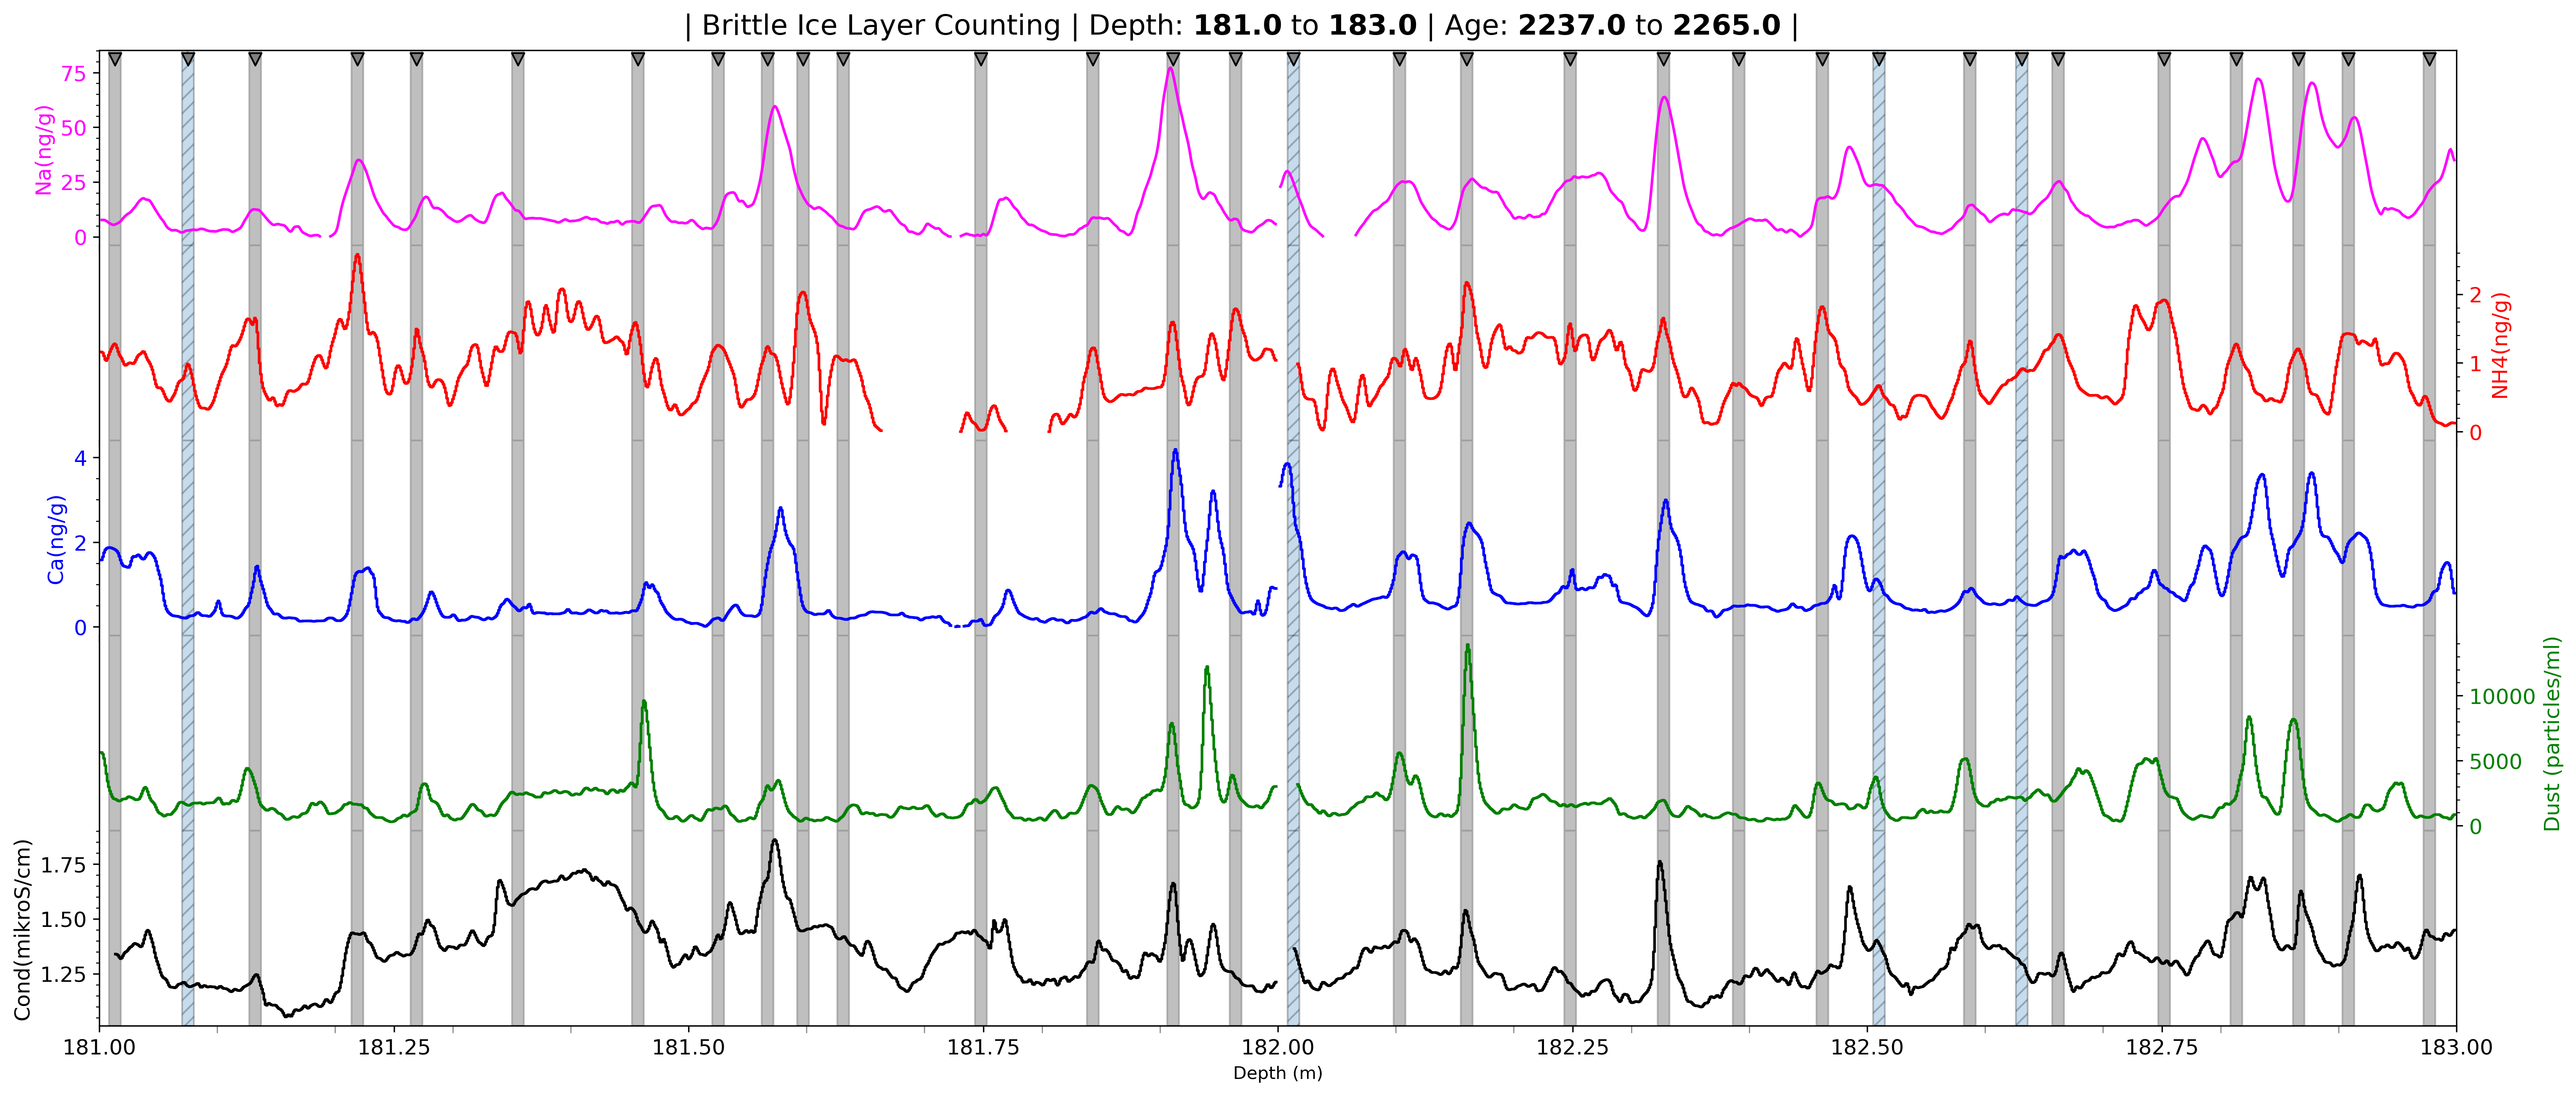 | Brittle Ice Layer Counting | Depth: 181.0 to 183.0 | Age: 2237.0 to 2265.0 |
Na(ng/g)
75
50
25
0
NH4(ng/g)
2
1
0
Ca(ng/g)
4
2
0
Dust (particles/ml)
10000
5000
0
Cond(mikroS/cm)
1.75
1.50
1.25
181.00 181.25 181.50 181.75 182.00 182.25 182.50 182.75 183.00
Depth (m)